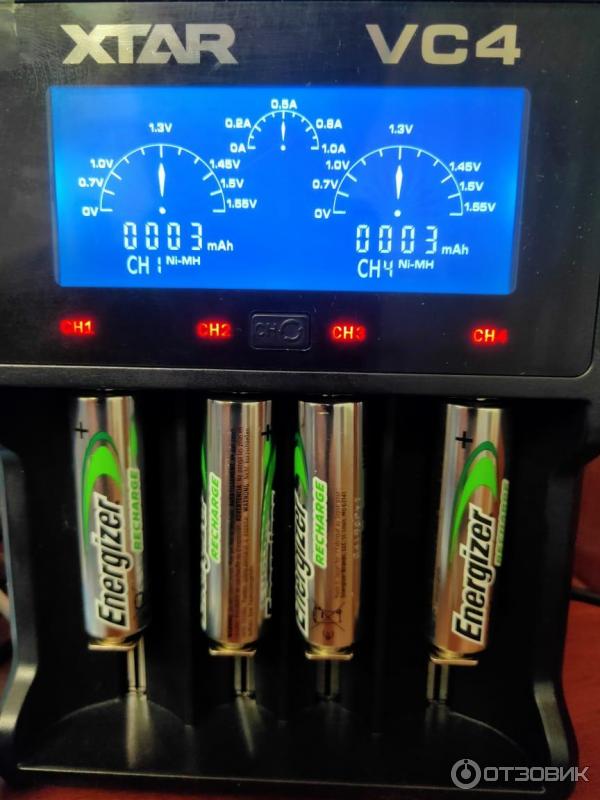 XTAR VC4
0.5A
0.2A 0.8A
0A 1.0A
1.3V 1.3V
1.0V 1.45V 1.0V 1.45V
0.7V 1.5V 0.7V 1.5V
0V 1.55V 0V 1.55V
0003 mAh 0003 mAh
CH1 Ni-MH CH4 Ni-MH
CH1 CH2 CH CH3 CH4
+ + +
Energizer
RECHARGE
RECHARGE
RECHARGE
Energizer
RECHARGE
ОТЗОВИК